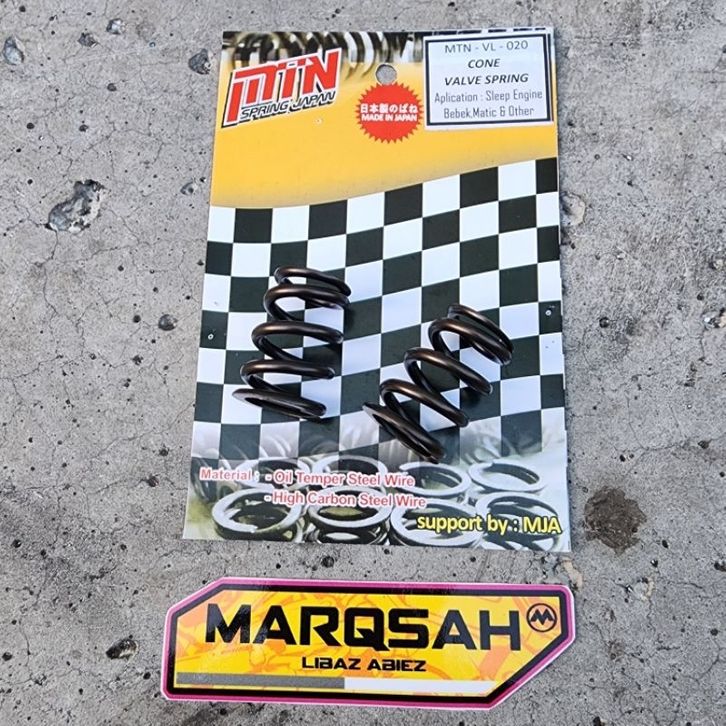 MTN
SPRING JAPAN
日本製のばね
MADE IN JAPAN
MTN - VL - 020
CONE
VALVE SPRING
Aplication : Sleep Engine
Bebek,Matic & Other
Material : - Oil Temper Steel Wire
- High Carbon Steel Wire
support by : MJA
MARQSAH
LIBAZ ABIEZ